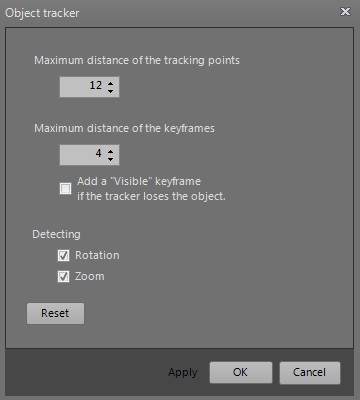 Object tracker
Maximum distance of the tracking points
12
Maximum distance of the keyframes
4
Add a "Visible" keyframe
if the tracker loses the object.
Detecting
Rotation
Zoom
Reset
Apply OK Cancel